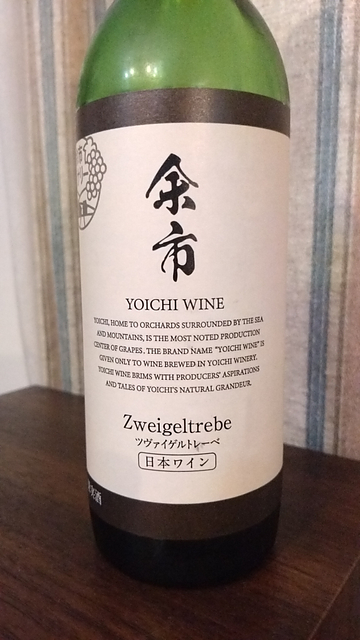 余市
YOICHI WINE
YOICHI, HOME TO ORCHARDS SURROUNDED BY THE SEA
AND MOUNTAINS, IS THE MOST NOTED PRODUCTION
CENTER OF GRAPES. THE BRAND NAME "YOICHI WINE" IS
GIVEN ONLY TO WINE BREWED IN YOICHI WINERY.
YOICHI WINE BRIMS WITH PRODUCERS' ASPIRATIONS
AND TALES OF YOICHI'S NATURAL GRANDEUR.
Zweigeltrebe
ツヴァイゲルトレーベ
日本ワイン